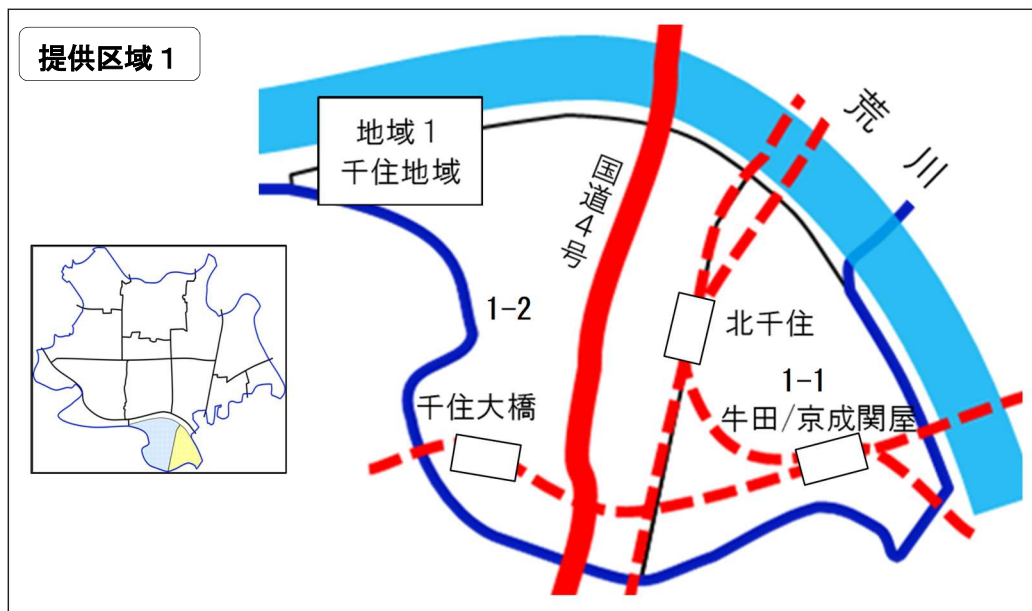 提供区域1
地域1
千住地域
荒川
国道4号
1-2
北千住
1-1
牛田/京成関屋
千住大橋